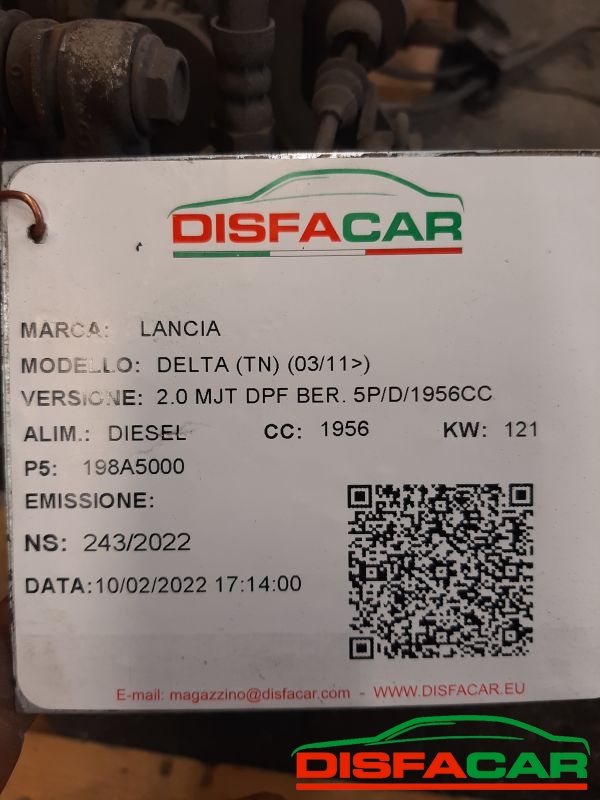 DISFACAR
MARCA: LANCIA
MODELLO: DELTA (TN) (03/11>)
VERSIONE: 2.0 MJT DPF BER. 5P/D/1956CC
ALIM.: DIESEL CC: 1956 KW: 121
P5: 198A5000
EMISSIONE:
NS: 243/2022
DATA:10/02/2022 17:14:00
E-mail: magazzino@disfacar.com - WWW.DISFACAR.EU
DISFACAR